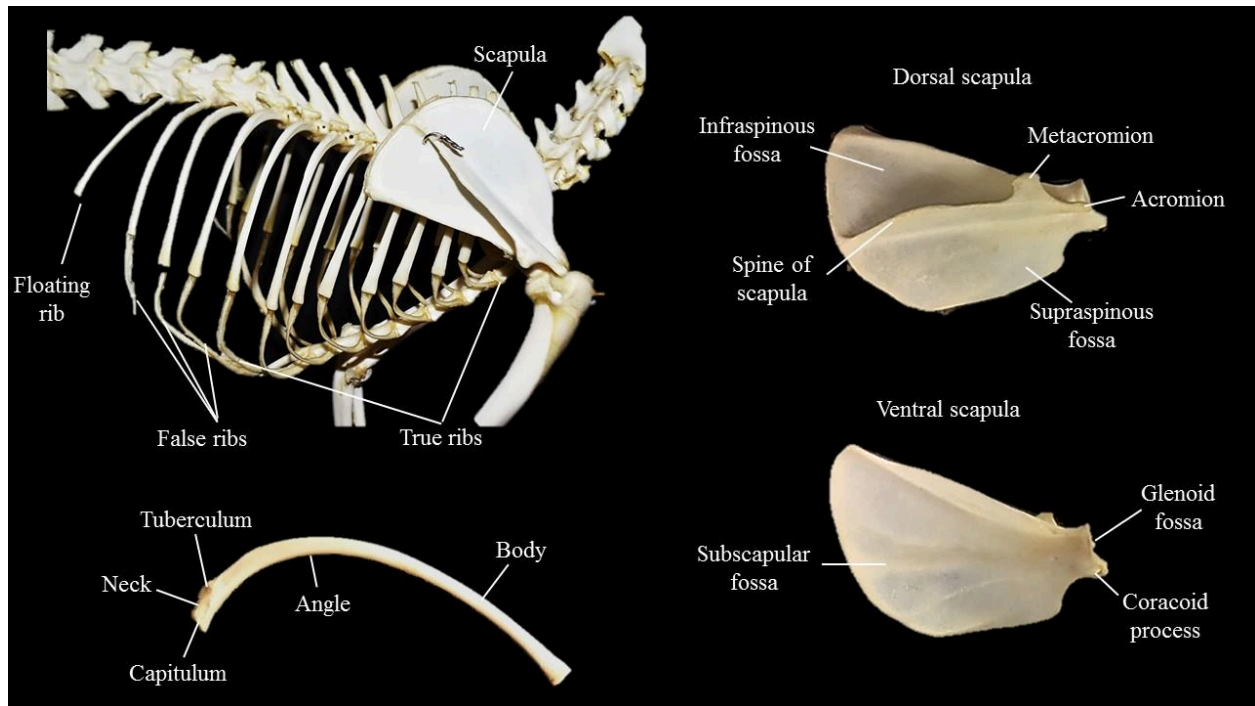 Scapula
Floating
rib
False ribs
True ribs
Tuberculum
Neck
Capitulum
Angle
Body
Dorsal scapula
Infraspinous
fossa
Metacromion
Acromion
Spine of
scapula
Supraspinous
fossa
Ventral scapula
Glenoid
fossa
Subscapular
fossa
Coracoid
process